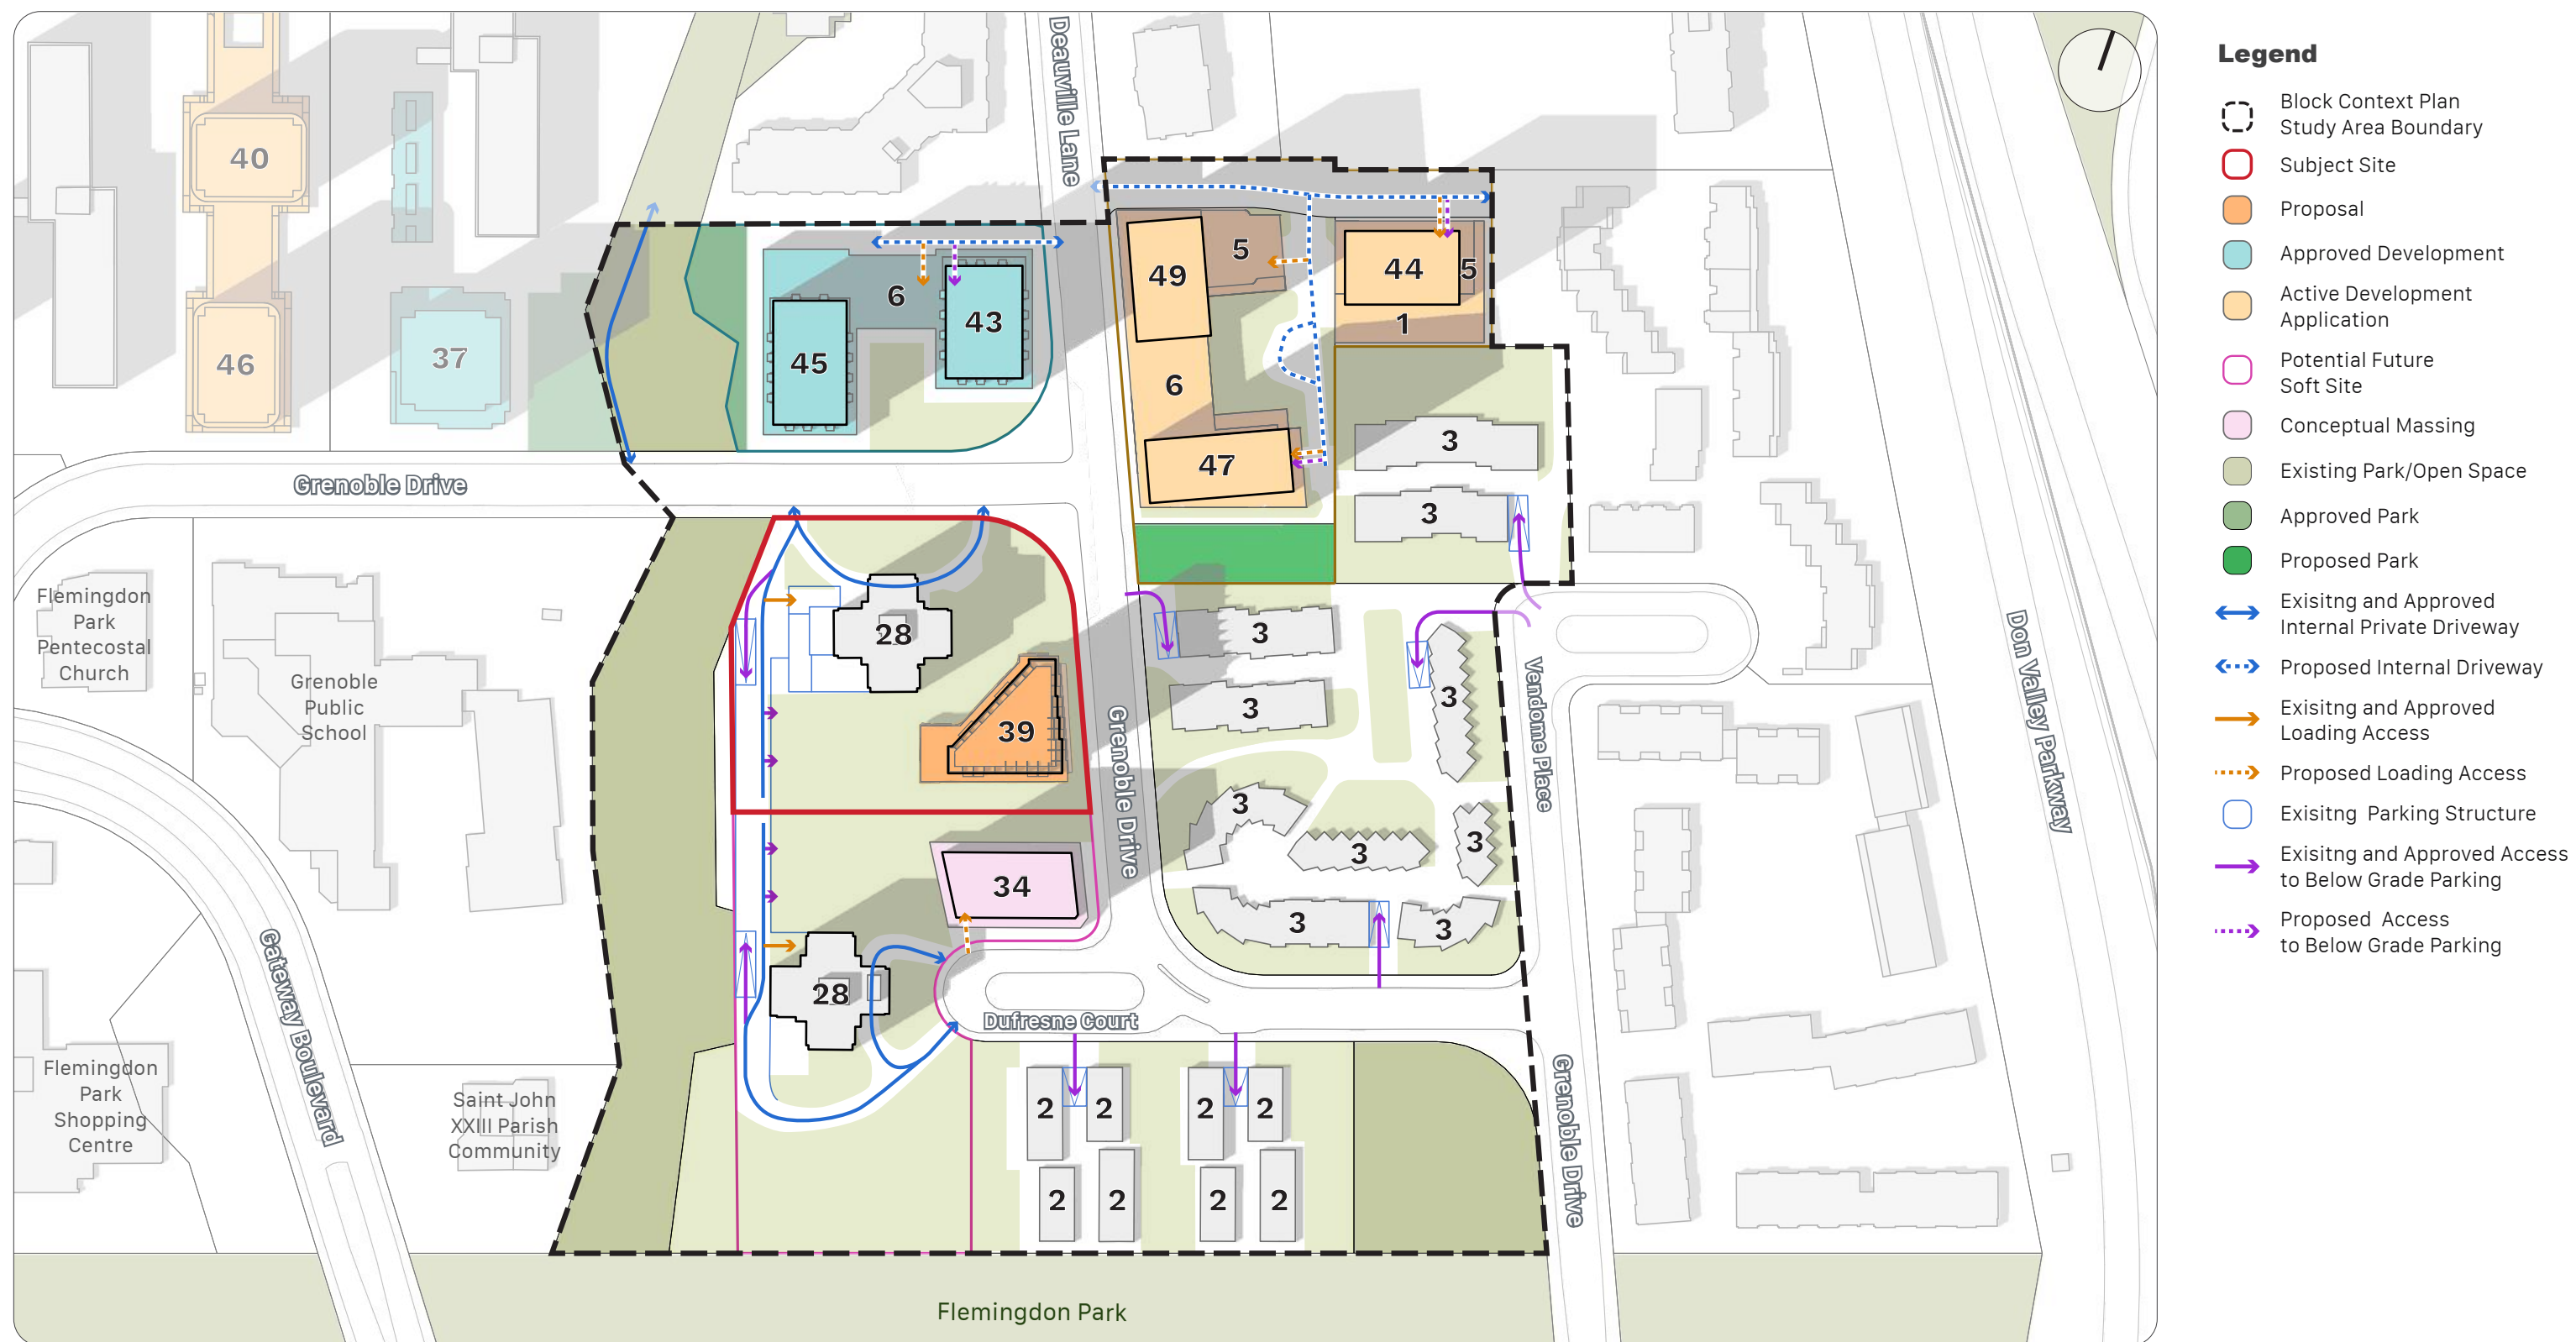 Legend
Block Context Plan
Study Area Boundary
Subject Site
Proposal
Approved Development
Active Development
Application
Potential Future
Soft Site
Conceptual Massing
Existing Park/Open Space
Approved Park
Proposed Park
Exisitng and Approved
Internal Private Driveway
Proposed Internal Driveway
Exisitng and Approved
Loading Access
Proposed Loading Access
Exisitng Parking Structure
Exisitng and Approved Access
to Below Grade Parking
Proposed Access
to Below Grade Parking
Deauville Lane
40
46
37
45
6
43
49
5
44
5
1
6
47
3
3
Grenoble Drive
Flemingdon
Park
Pentecostal
Church
Grenoble
Public
School
28
39
34
28
Grenoble Drive
3
3
3
3
3
3
3
3
Vendome Place
Don Valley Parkway
Dufresne Court
Gateway Boulevard
Flemingdon
Park
Shopping
Centre
Saint John
XXIII Parish
Community
2
2
2
2
2
2
2
2
Grenoble Drive
Flemingdon Park